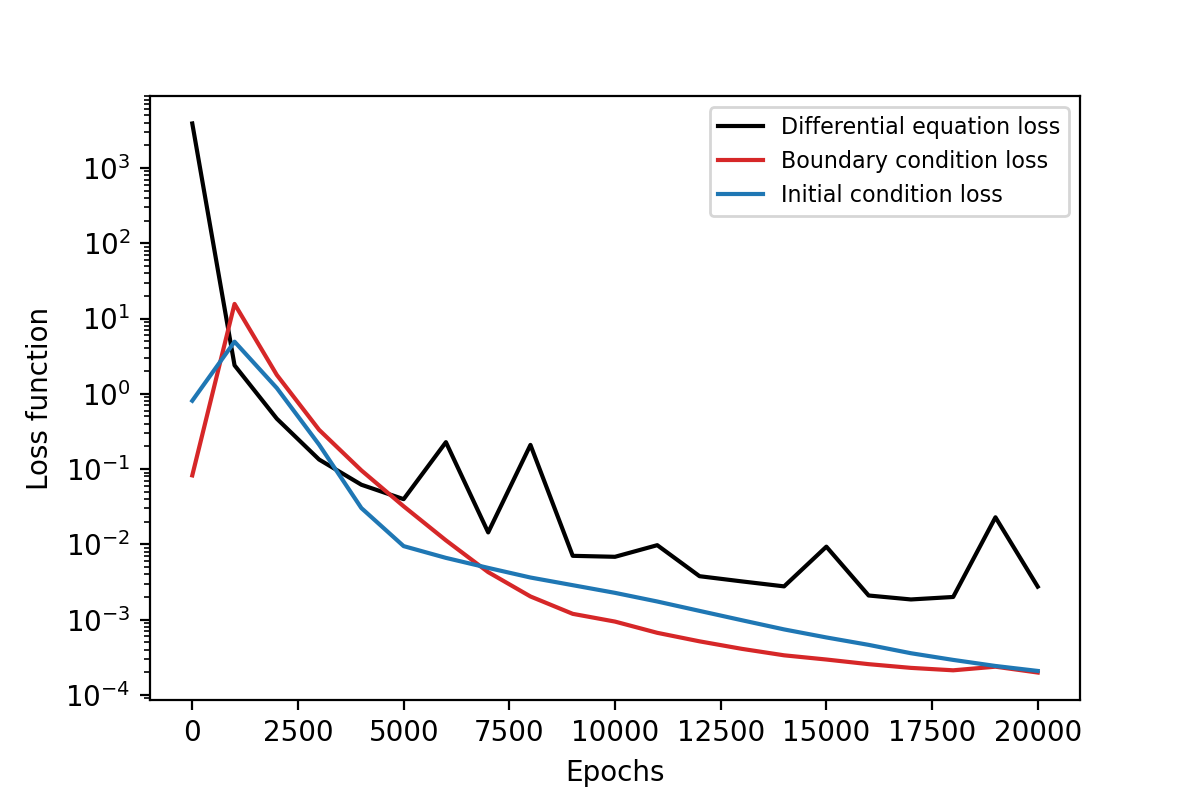 Differential equation loss
Boundary condition loss
Initial condition loss
Loss function
10³
10²
10¹
10⁰
10⁻¹
10⁻²
10⁻³
10⁻⁴
0 2500 5000 7500 10000 12500 15000 17500 20000
Epochs